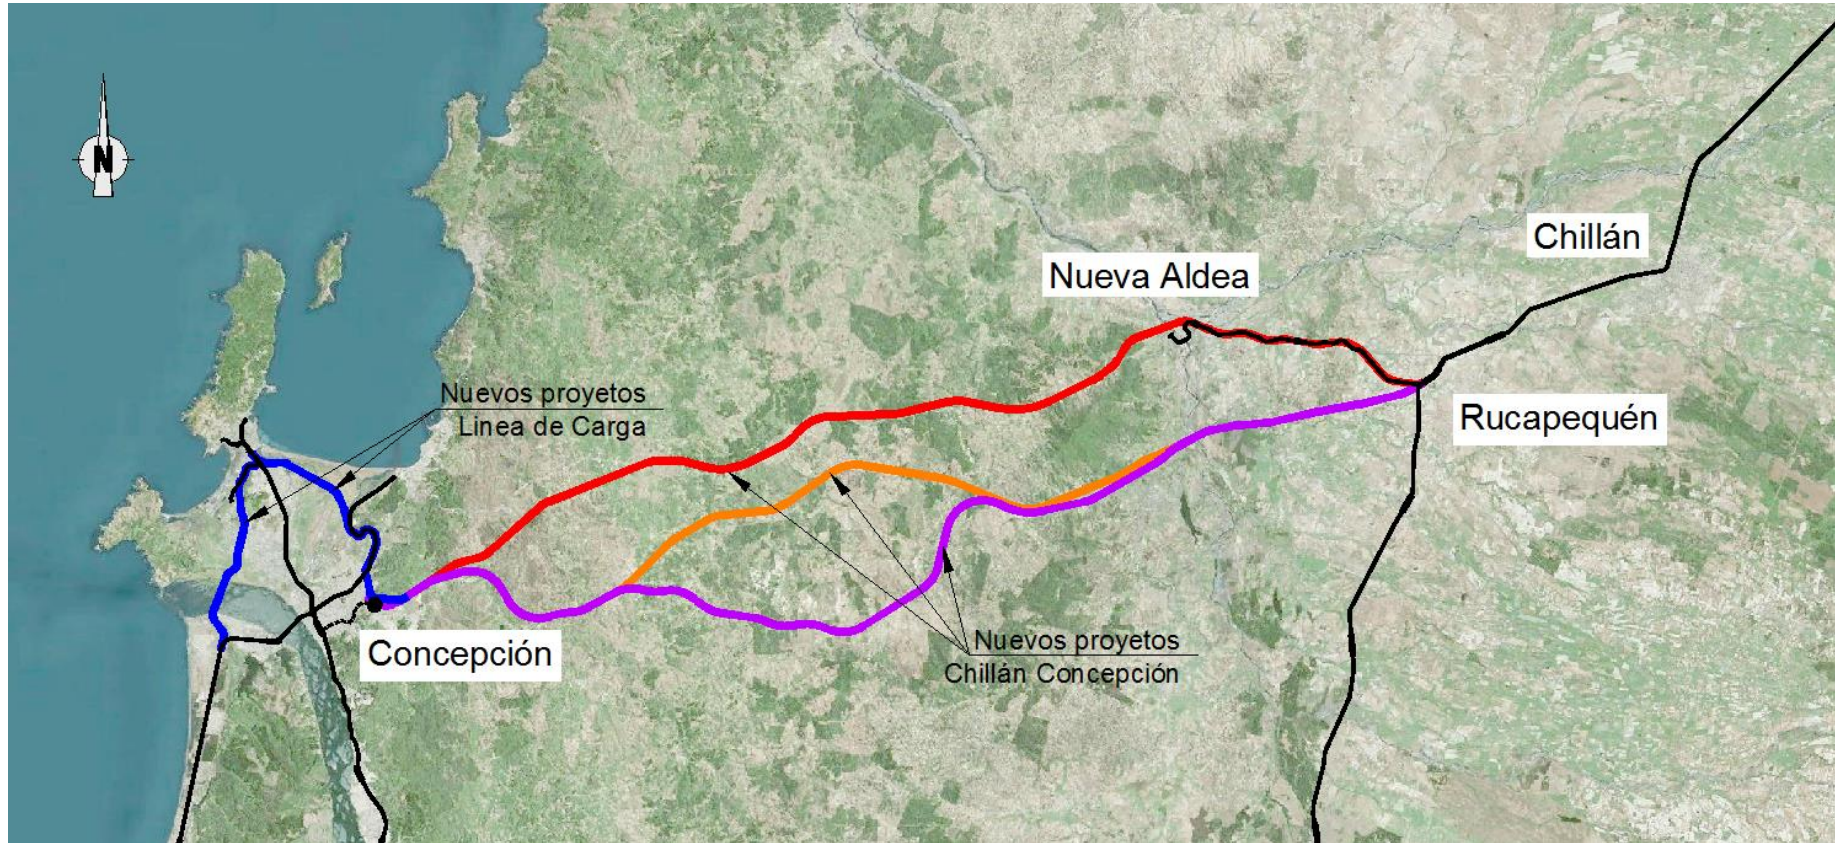 N
Chillán
Nueva Aldea
Nuevos proyetos
Linea de Carga
Rucapequén
Concepción
Nuevos proyetos
Chillán Concepción